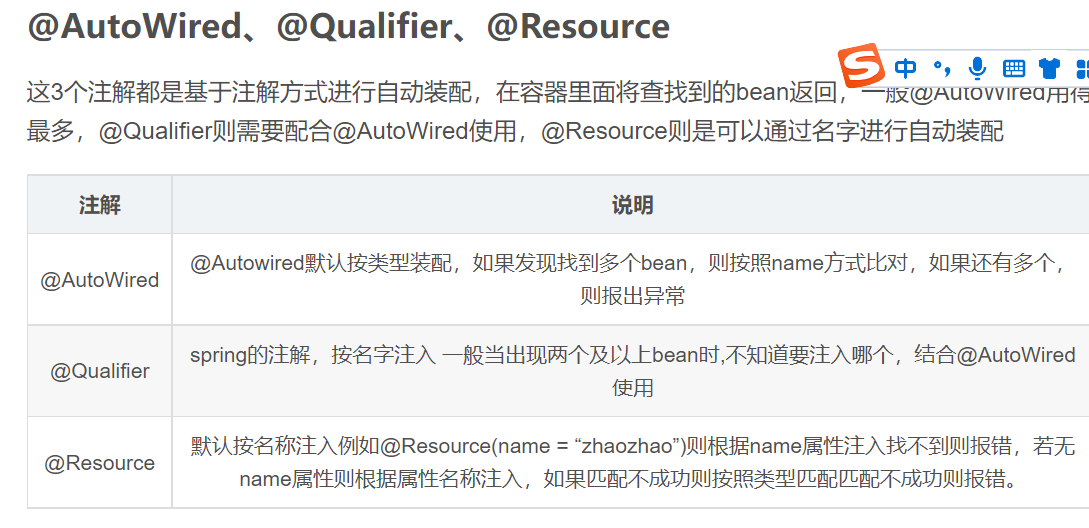 @AutoWired、@Qualifier、@Resource
这3个注解都是基于注解方式进行自动装配，在容器里面将查找到的bean返回，一般@AutoWired用得
最多，@Qualifier则需要配合@AutoWired使用，@Resource则是可以通过名字进行自动装配
中
注解 说明
@AutoWired
@Autowired默认按类型装配，如果发现找到多个bean，则按照name方式比对，如果还有多个，
则报出异常
@Qualifier
spring的注解，按名字注入 一般当出现两个及以上bean时,不知道要注入哪个，结合@AutoWired
使用
@Resource
默认按名称注入例如@Resource(name = “zhaozhao”)则根据name属性注入找不到则报错，若无
name属性则根据属性名称注入，如果匹配不成功则按照类型匹配匹配不成功则报错。